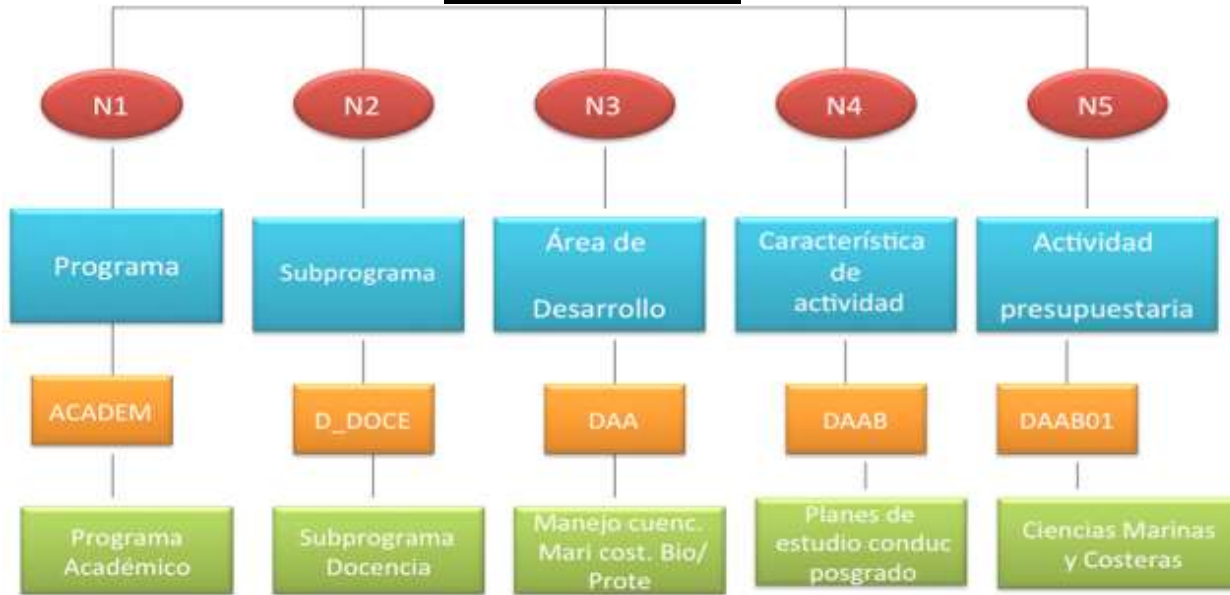 N1
N2
N3
N4
N5
Programa
Subprograma
Área de
Desarrollo
Característica
de
actividad
Actividad
presupuestaria
ACADEM
D_DOCE
DAA
DAAB
DAAB01
Programa
Académico
Subprograma
Docencia
Manejo cuenc.
Mari cost. Bio/
Prote
Planes de
estudio conduc
posgrado
Ciencias Marinas
y Costeras